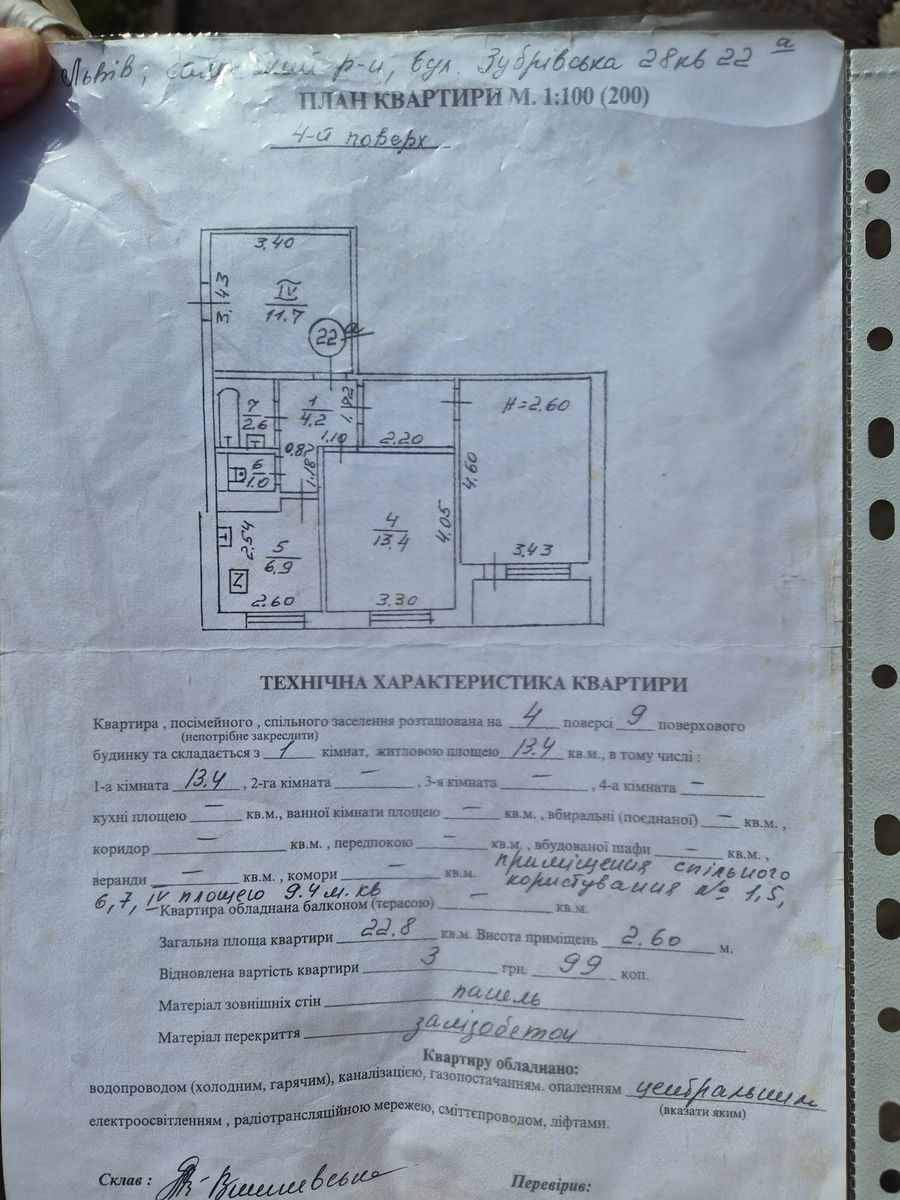 Львів, р-н, вул. Зубрівська 28 кв 22 а
ПЛАН КВАРТИРИ М. 1:100 (200)
4-й поверх
3.40
3.43
IV
11.7
22 а
7
2.6
1
4.2
1.92
1.10
2.20
Н=2.60
0.87
1.18
6
1.0
4.60
2.54
5
6.9
4
13.4
4.05
3.43
2.60
3.30
ТЕХНІЧНА ХАРАКТЕРИСТИКА КВАРТИРИ
Квартира , посімейного , спільного заселення розташована на 4 поверсі 9 поверхового
(непотрібне закреслити)
будинку та складається з 1 кімнат, житловою площею 13.4 кв.м., в тому числі :
1-а кімната 13.4 , 2-га кімната — , 3-я кімната — , 4-а кімната —
кухні площею — кв.м., ванної кімнати площею — кв.м., вбиральні (поєднаної) — кв.м. ,
коридор — кв.м. , передпокою — кв.м. , вбудованої шафи — кв.м. ,
веранди — кв.м. , комори — кв.м. приміщення спільного
користування № 1,5,
6,7, IV площею 9.4 м. кв
Квартира обладнана балконом (терасою) — кв.м.
Загальна площа квартири 22.8 кв.м. Висота приміщень 2.60 м.
Відновлена вартість квартири 3 грн. 99 коп.
Матеріал зовнішніх стін панель
Матеріал перекриття залізобетон
Квартиру обладнано:
водопроводом (холодним, гарячим), каналізацією, газопостачанням. опаленням центральним
(вказати яким)
електроосвітленням , радіотрансляційною мережею, сміттєпроводом, ліфтами.
Склав : Перевірив: